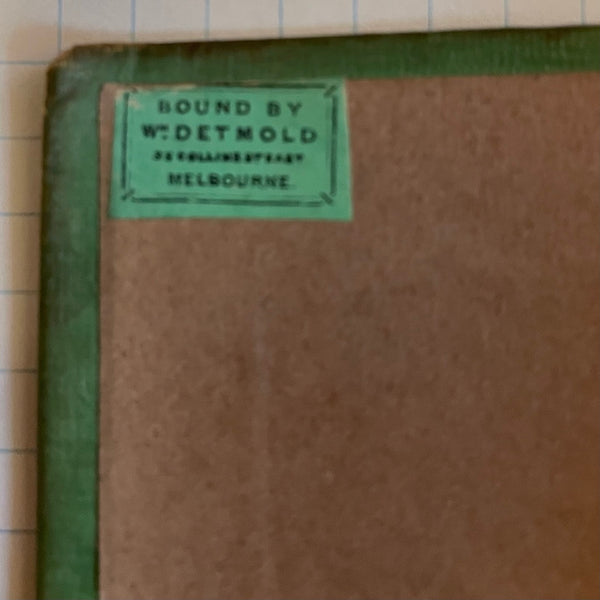 BOUND BY
Wm. DETMOLD
COLLINS ST EAST
MELBOURNE.